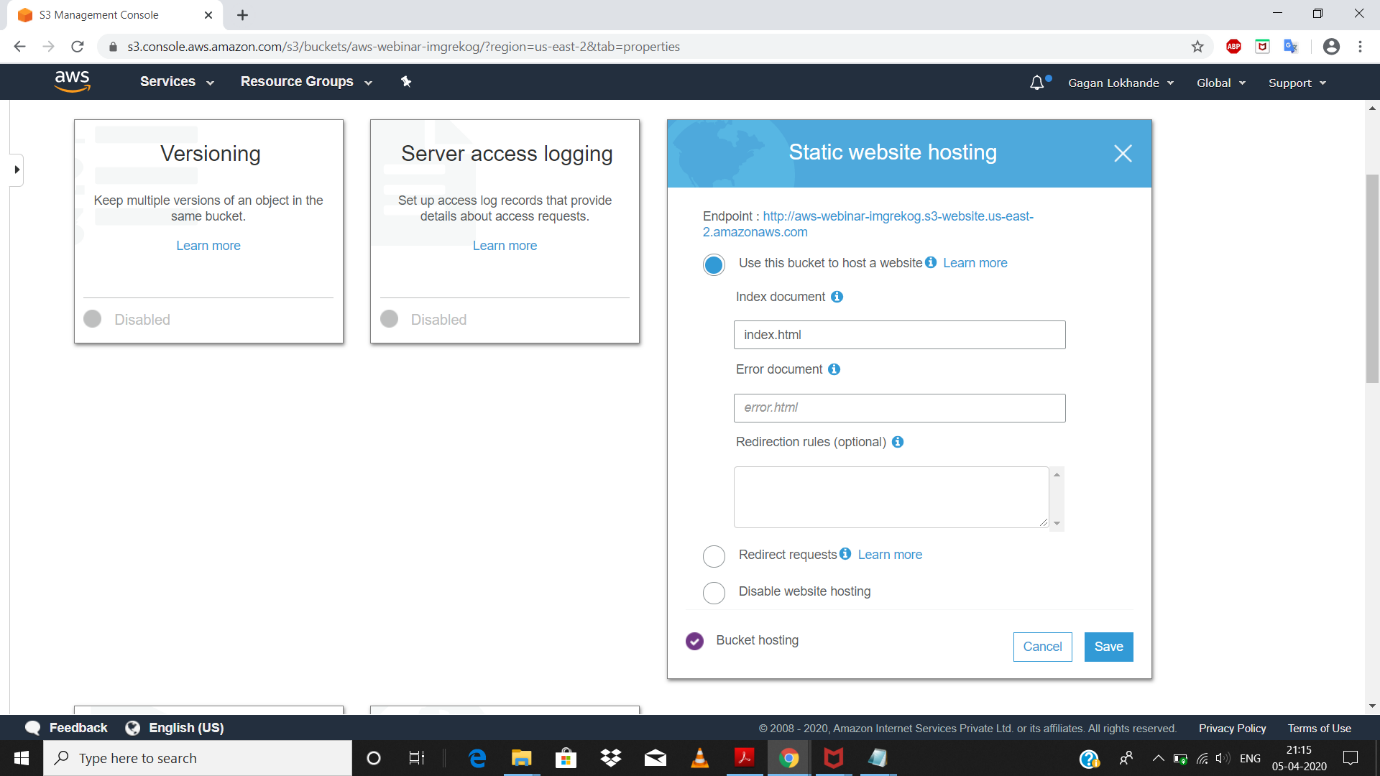 S3 Management Console
s3.console.aws.amazon.com/s3/buckets/aws-webinar-imgrekog/?region=us-east-2&tab=properties
ABP
aws
Services
Resource Groups
Gagan Lokhande
Global
Support
Versioning
Keep multiple versions of an object in the
same bucket.
Learn more
Disabled
Server access logging
Set up access log records that provide
details about access requests.
Learn more
Disabled
Static website hosting
Endpoint : http://aws-webinar-imgrekog.s3-website.us-east-
2.amazonaws.com
Use this bucket to host a website Learn more
Index document
index.html
Error document
error.html
Redirection rules (optional)
Redirect requests Learn more
Disable website hosting
Bucket hosting
Cancel
Save
Feedback
English (US)
© 2008 - 2020, Amazon Internet Services Private Ltd. or its affiliates. All rights reserved.
Privacy Policy
Terms of Use
Type here to search
ENG
21:15
05-04-2020